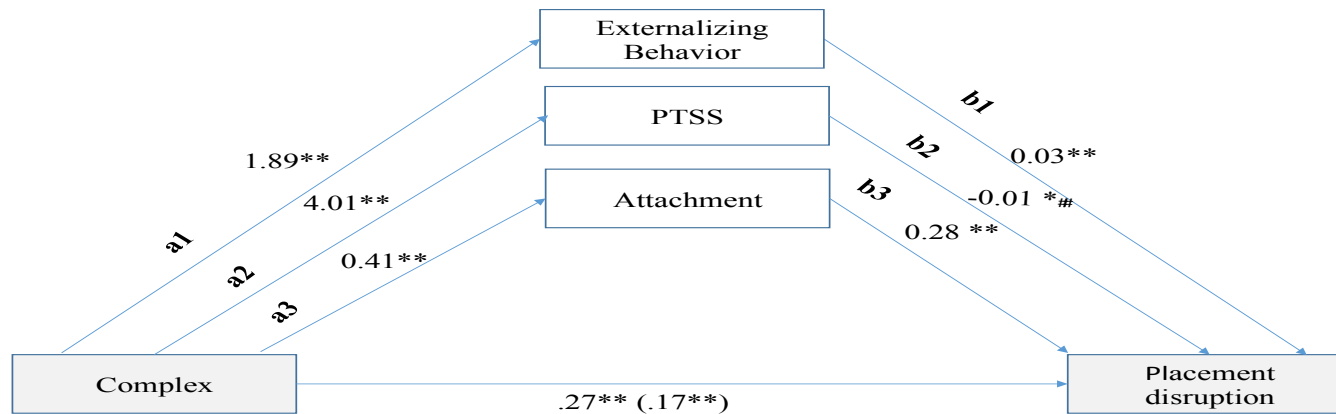 Externalizing
Behavior
b1
PTSS
b2
1.89**
0.03**
b3
4.01**
Attachment
-0.01 *#
a1
0.28 **
a2
0.41**
a3
Complex
Placement
disruption
.27** (.17**)